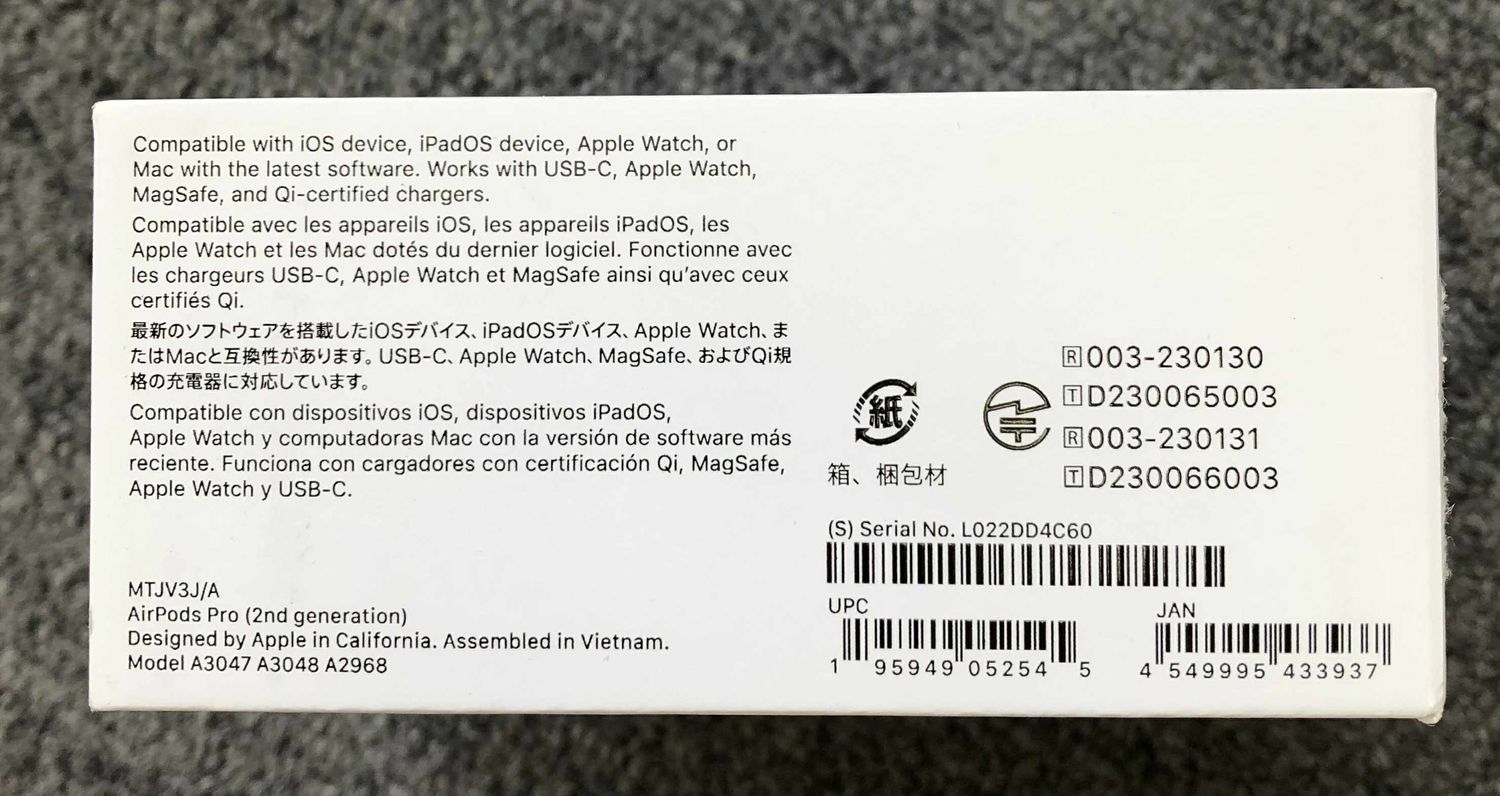 Compatible with iOS device, iPadOS device, Apple Watch, or
Mac with the latest software. Works with USB-C, Apple Watch,
MagSafe, and Qi-certified chargers.
Compatible avec les appareils iOS, les appareils iPadOS, les
Apple Watch et les Mac dotés du dernier logiciel. Fonctionne avec
les chargeurs USB-C, Apple Watch et MagSafe ainsi qu'avec ceux
certifiés Qi.
最新のソフトウェアを搭載したiOSデバイス、iPadOSデバイス、Apple Watch、ま
たはMacと互換性があります。USB-C、Apple Watch、MagSafe、およびQi規
格の充電器に対応しています。
Compatible con dispositivos iOS, dispositivos iPadOS,
Apple Watch y computadoras Mac con la versión de software más
reciente. Funciona con cargadores con certificación Qi, MagSafe,
Apple Watch y USB-C.
MTJV3J/A
AirPods Pro (2nd generation)
Designed by Apple in California. Assembled in Vietnam.
Model A3047 A3048 A2968
紙
箱、梱包材
R 003-230130
T D230065003
R 003-230131
T D230066003
(S) Serial No. L022DD4C60
UPC
1 95949 05254 5
JAN
4 549995 433937